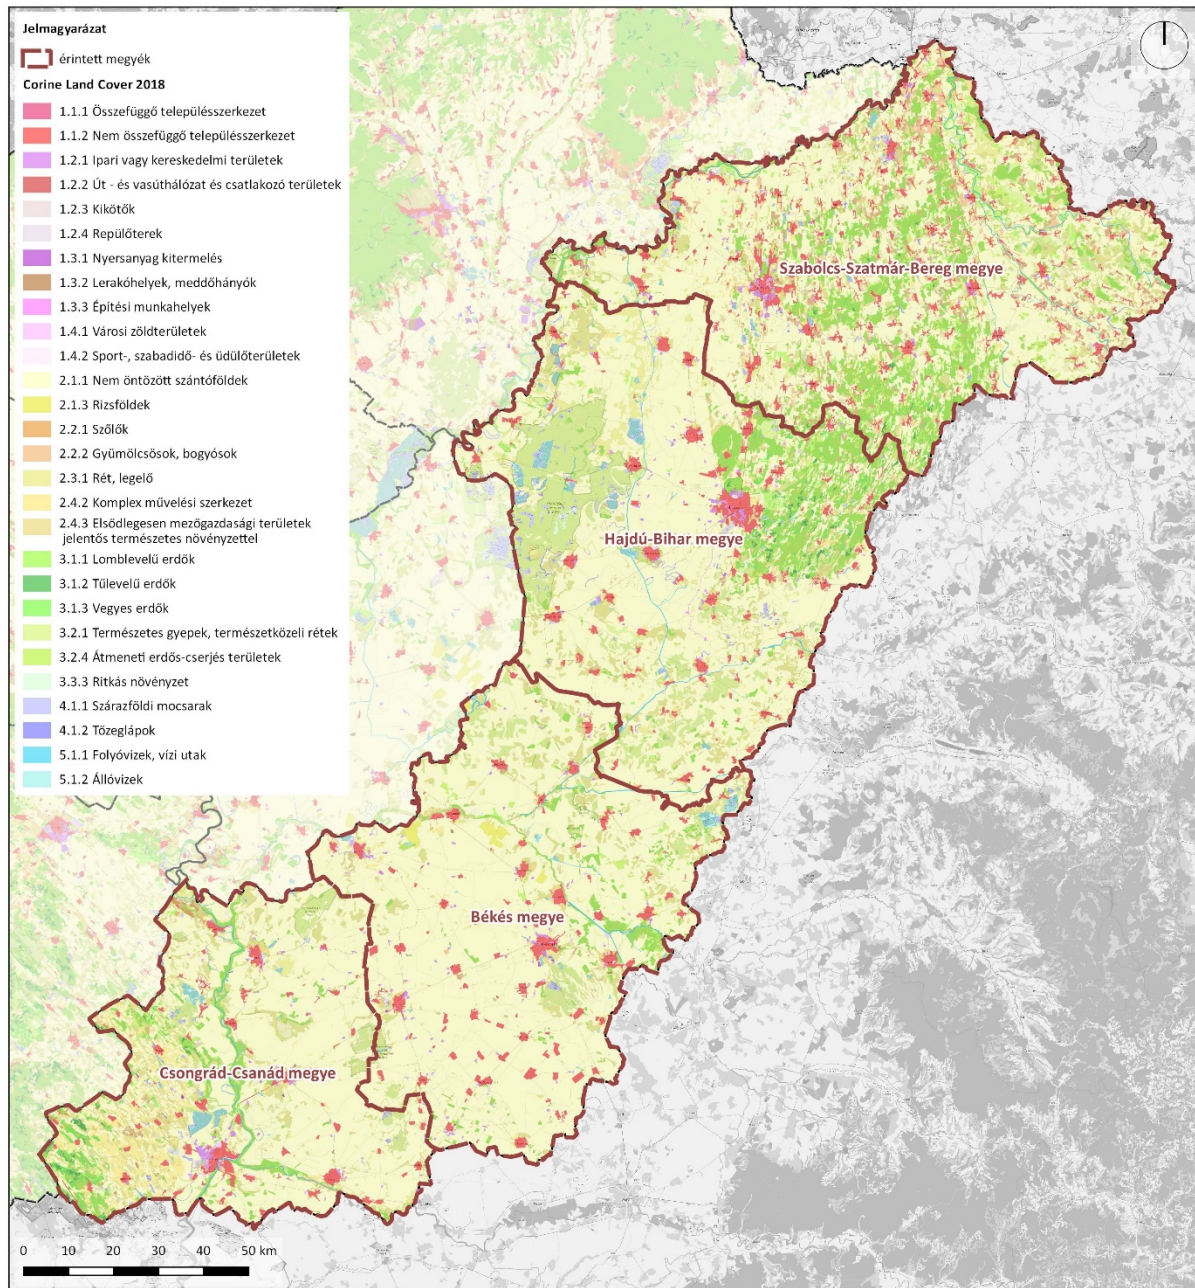 Jelmagyarázat
érintett megyék
Corine Land Cover 2018
1.1.1 Összefüggő településszerkezet
1.1.2 Nem összefüggő településszerkezet
1.2.1 Ipari vagy kereskedelmi területek
1.2.2 Út - és vasúthálózat és csatlakozó területek
1.2.3 Kikötők
1.2.4 Repülőterek
1.3.1 Nyersanyag kitermelés
1.3.2 Lerakóhelyek, meddőhányók
1.3.3 Építési munkahelyek
1.4.1 Városi zöldterületek
1.4.2 Sport-, szabadidő- és üdülőterületek
2.1.1 Nem öntözött szántóföldek
2.1.3 Rizsföldek
2.2.1 Szőlők
2.2.2 Gyümölcsösök, bogyósok
2.3.1 Rét, legelő
2.4.2 Komplex művelési szerkezet
2.4.3 Elsődlegesen mezőgazdasági területek
jelentős természetes növényzettel
3.1.1 Lomblevelű erdők
3.1.2 Tűlevelű erdők
3.1.3 Vegyes erdők
3.2.1 Természetes gyepek, természetközeli rétek
3.2.4 Átmeneti erdős-cserjés területek
3.3.3 Ritkás növényzet
4.1.1 Szárazföldi mocsarak
4.1.2 Tőzeglápok
5.1.1 Folyóvizek, vízi utak
5.1.2 Állóvizek
Szabolcs-Szatmár-Bereg megye
Hajdú-Bihar megye
Békés megye
Csongrád-Csanád megye
0 10 20 30 40 50 km